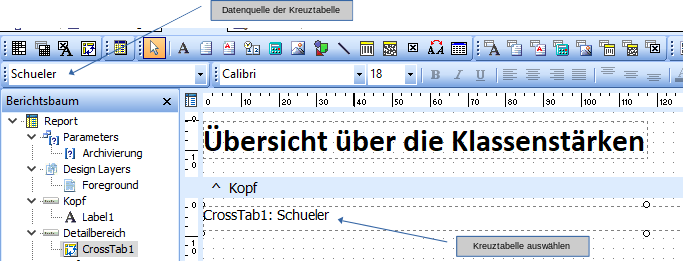 Datenquelle der Kreuztabelle
Schueler
Calibri
18
B I U
Berichtsbaum
0 10 20 30 40 50 60 70 80 90 100 110 120
Report
Parameters
Archivierung
Design Layers
Foreground
Kopf
Label1
Detailbereich
CrossTab1
Übersicht über die Klassenstärken
^ Kopf
CrossTab1: Schueler
Kreuztabelle auswählen